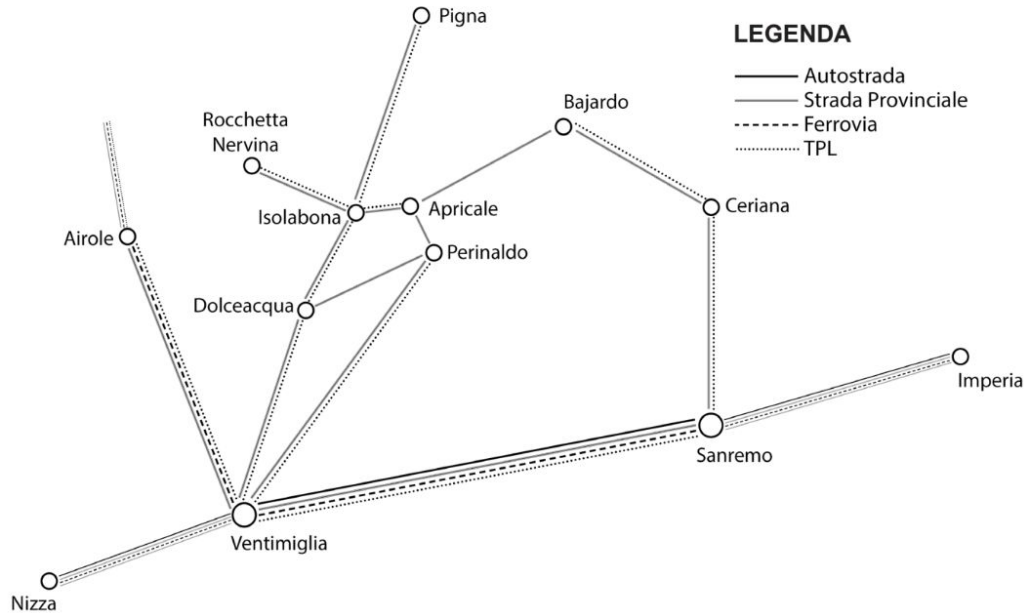 Pigna
LEGENDA
Autostrada
Strada Provinciale
Ferrovia
TPL
Bajardo
Rocchetta
Nervina
Isolabona
Apricale
Ceriana
Airole
Perinaldo
Dolceacqua
Imperia
Sanremo
Ventimiglia
Nizza